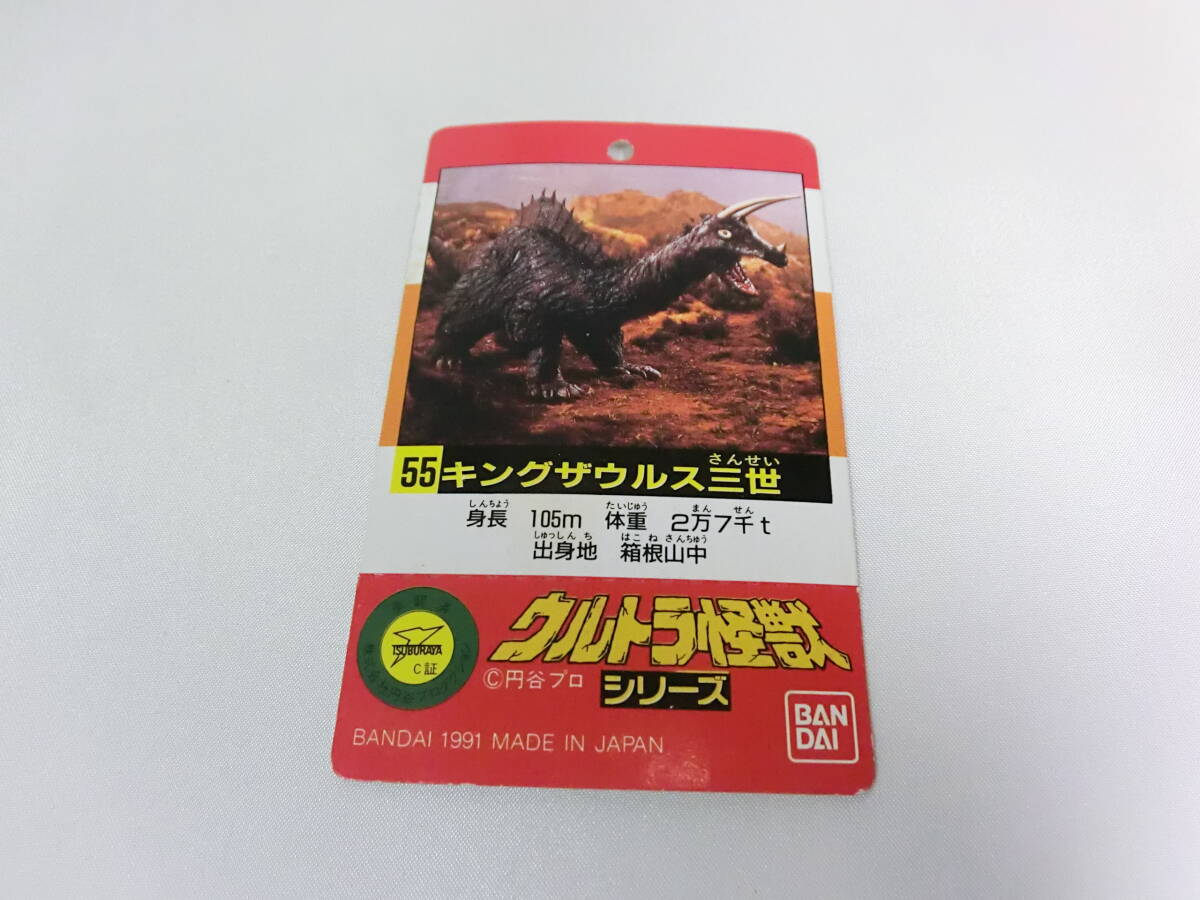 55 キングザウルス三世
さんせい
しんちょう たいじゅう まん せん
身長 105m 体重 2万7千t
しゅっしんち はこねさんちゅう
出身地 箱根山中
TSUBURAYA
C証
ウルトラ怪獣
シリーズ
©円谷プロ
BAN
DAI
BANDAI 1991 MADE IN JAPAN